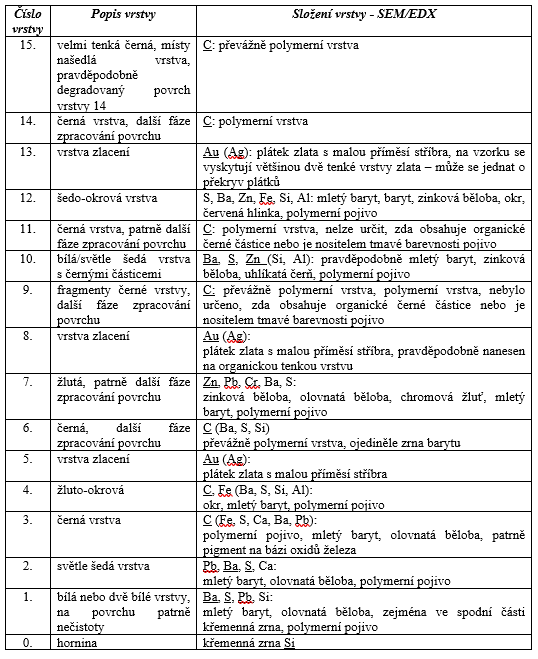 Číslo vrstvy Popis vrstvy Složení vrstvy - SEM/EDX
15. velmi tenká černá, místy C: převážně polymerní vrstva
našedlá vrstva,
pravděpodobně
degradovaný povrch
vrstvy 14
14. černá vrstva, další fáze C: polymerní vrstva
zpracování povrchu
13. vrstva zlacení Au (Ag): plátek zlata s malou příměsí stříbra, na vzorku se
vyskytují většinou dvě tenké vrstvy zlata – může se jednat o
překryv plátků
12. šedo-okrová vrstva S, Ba, Zn, Fe, Si, Al: mletý baryt, baryt, zinková běloba, okr,
červená hlinka, polymerní pojivo
11. černá vrstva, patrně další C: polymerní vrstva, nelze určit, zda obsahuje organické
fáze zpracování povrchu černé částice nebo je nositelem tmavé barevnosti pojivo
10. bílá/světle šedá vrstva Ba, S, Zn (Si, Al): pravděpodobně mletý baryt, zinková
s černými částicemi běloba, uhlíkatá čerň, polymerní pojivo
9. fragmenty černé vrstvy, C: převážně polymerní vrstva, polymerní vrstva, nebylo
další fáze zpracování určeno, zda obsahuje organické černé částice nebo je
povrchu nositelem tmavé barevnosti pojivo
8. vrstva zlacení Au (Ag):
plátek zlata s malou příměsí stříbra, pravděpodobně nanesen
na organickou tenkou vrstvu
7. žlutá, patrně další fáze Zn, Pb, Cr, Ba, S:
zpracování povrchu zinková běloba, olovnatá běloba, chromová žluť, mletý
baryt, polymerní pojivo
6. černá, další fáze C (Ba, S, Si)
zpracování povrchu převážně polymerní vrstva, ojediněle zrna barytu
5. vrstva zlacení Au (Ag):
plátek zlata s malou příměsí stříbra
4. žluto-okrová C, Fe (Ba, S, Si, Al):
okr, mletý baryt, polymerní pojivo
3. černá vrstva C (Fe, S, Ca, Ba, Pb):
polymerní pojivo, mletý baryt, olovnatá běloba, patrně
pigment na bázi oxidů železa
2. světle šedá vrstva Pb, Ba, S, Ca:
mletý baryt, olovnatá běloba, polymerní pojivo
1. bílá nebo dvě bílé vrstvy, Ba, S, Pb, Si:
na povrchu patrně mletý baryt, olovnatá běloba, zejména ve spodní části
nečistoty křemenná zrna, polymerní pojivo
0. hornina křemenná zrna Si